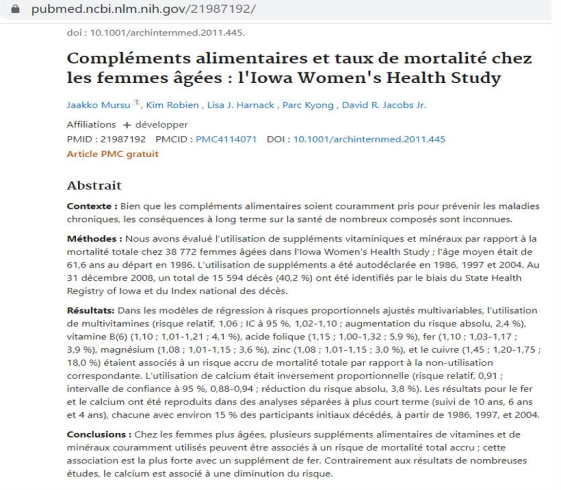 pubmed.ncbi.nlm.nih.gov/21987192/
doi : 10.1001/archinternmed.2011.445.
Compléments alimentaires et taux de mortalité chez
les femmes âgées : l'Iowa Women's Health Study
Jaakko Mursu 1 , Kim Robien , Lisa J. Harnack , Parc Kyong , David R. Jacobs Jr.
Affiliations + développer
PMID : 21987192 PMCID : PMC4114071 DOI : 10.1001/archinternmed.2011.445
Article PMC gratuit
Abstrait
Contexte : Bien que les compléments alimentaires soient couramment pris pour prévenir les maladies
chroniques, les conséquences à long terme sur la santé de nombreux composés sont inconnues.
Méthodes : Nous avons évalué l'utilisation de suppléments vitaminiques et minéraux par rapport à la
mortalité totale chez 38 772 femmes âgées dans l'Iowa Women's Health Study ; l'âge moyen était de
61,6 ans au départ en 1986. L'utilisation de suppléments a été autodéclarée en 1986, 1997 et 2004. Au
31 décembre 2008, un total de 15 594 décès (40,2 %) ont été identifiés par le biais du State Health
Registry of Iowa et du Index national des décès.
Résultats: Dans les modèles de régression à risques proportionnels ajustés multivariables, l'utilisation
de multivitamines (risque relatif, 1,06 ; IC à 95 %, 1,02-1,10 ; augmentation du risque absolu, 2,4 %),
vitamine B(6) (1,10 ; 1,01-1,21 ; 4,1 %), acide folique (1,15 ; 1,00-1,32 ; 5,9 %), fer (1,10 ; 1,03-1,17 ;
3,9 %), magnésium (1,08 ; 1,01-1,15 ; 3,6 %), zinc (1,08 ; 1,01-1,15 ; 3,0 %), et le cuivre (1,45 ; 1,20-1,75 ;
18,0 %) étaient associés à un risque accru de mortalité totale par rapport à la non-utilisation
correspondante. L'utilisation de calcium était inversement proportionnelle (risque relatif, 0,91 ;
intervalle de confiance à 95 %, 0,88-0,94 ; réduction du risque absolu, 3,8 %). Les résultats pour le fer
et le calcium ont été reproduits dans des analyses séparées à plus court terme (suivi de 10 ans, 6 ans
et 4 ans), chacune avec environ 15 % des participants initiaux décédés, à partir de 1986, 1997, et 2004.
Conclusions : Chez les femmes plus âgées, plusieurs suppléments alimentaires de vitamines et de
minéraux couramment utilisés peuvent être associés à un risque de mortalité total accru ; cette
association est la plus forte avec un supplément de fer. Contrairement aux résultats de nombreuses
études, le calcium est associé à une diminution du risque.